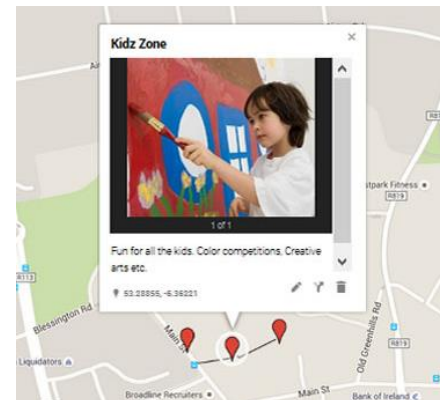 Kidz Zone
1 of 1
Fun for all the kids. Color competitions, Creative
arts etc.
53.28855, -6.36221
R113
Blessington Rd
Main St
Liquidators
Broadline Recruiters
Main St
Bank of Ireland
Old Greenhills Rd
R819
R819
tpark Fitness